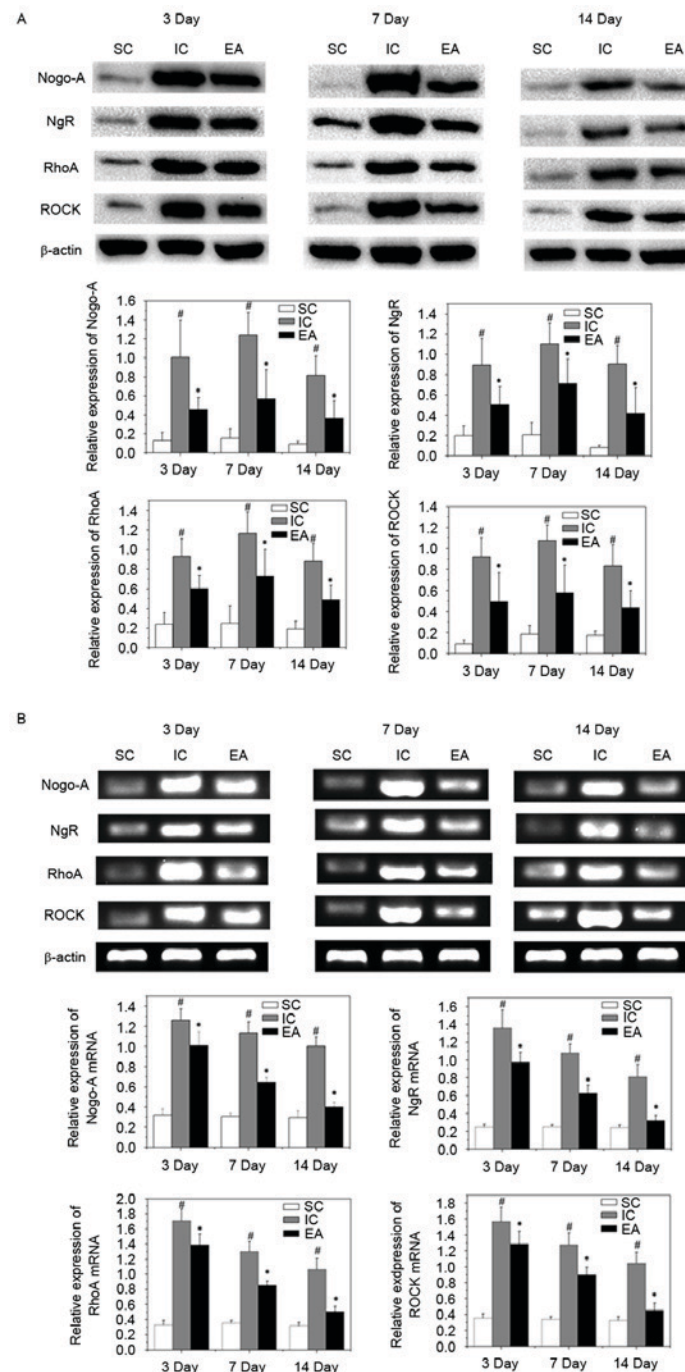 A
3 Day 7 Day 14 Day
SC IC EA SC IC EA SC IC EA
Nogo-A
NgR
RhoA
ROCK
β-actin
Relative expression of Nogo-A
1.6
1.4
1.2
1.0
0.8
0.6
0.4
0.2
0.0
# # #
* * *
SC
IC
EA
3 Day 7 Day 14 Day
Relative expression of NgR
1.4
1.2
1.0
0.8
0.6
0.4
0.2
0.0
# # #
* * *
SC
IC
EA
3 Day 7 Day 14 Day
Relative expression of RhoA
1.4
1.2
1.0
0.8
0.6
0.4
0.2
0.0
# # #
* * *
SC
IC
EA
3 Day 7 Day 14 Day
Relative expression of ROCK
1.4
1.2
1.0
0.8
0.6
0.4
0.2
0.0
# # #
* * *
SC
IC
EA
3 Day 7 Day 14 Day
B
3 Day 7 Day 14 Day
SC IC EA SC IC EA SC IC EA
Nogo-A
NgR
RhoA
ROCK
β-actin
Relative expression of
Nogo-A mRNA
1.4
1.2
1.0
0.8
0.6
0.4
0.2
0.0
# # #
* * *
SC
IC
EA
3 Day 7 Day 14 Day
Relative expression of
NgR mRNA
1.6
1.4
1.2
1.0
0.8
0.6
0.4
0.2
0.0
# # #
* * *
SC
IC
EA
3 Day 7 Day 14 Day
Relative expression of
RhoA mRNA
2.0
1.8
1.6
1.4
1.2
1.0
0.8
0.6
0.4
0.2
0.0
# # #
* * *
SC
IC
EA
3 Day 7 Day 14 Day
Relative exdpression of
ROCK mRNA
1.8
1.6
1.4
1.2
1.0
0.8
0.6
0.4
0.2
0.0
# # #
* * *
SC
IC
EA
3 Day 7 Day 14 Day